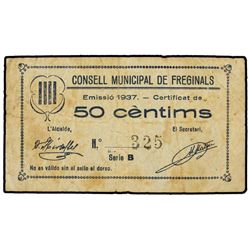 CONSELL MUNICIPAL DE FREGINALS
Emissió 1937. — Certificat de
50 cèntims
L'Alcalde, El Secretari,
N.º 325
Serie B
No es válido sin el sello al dorso.